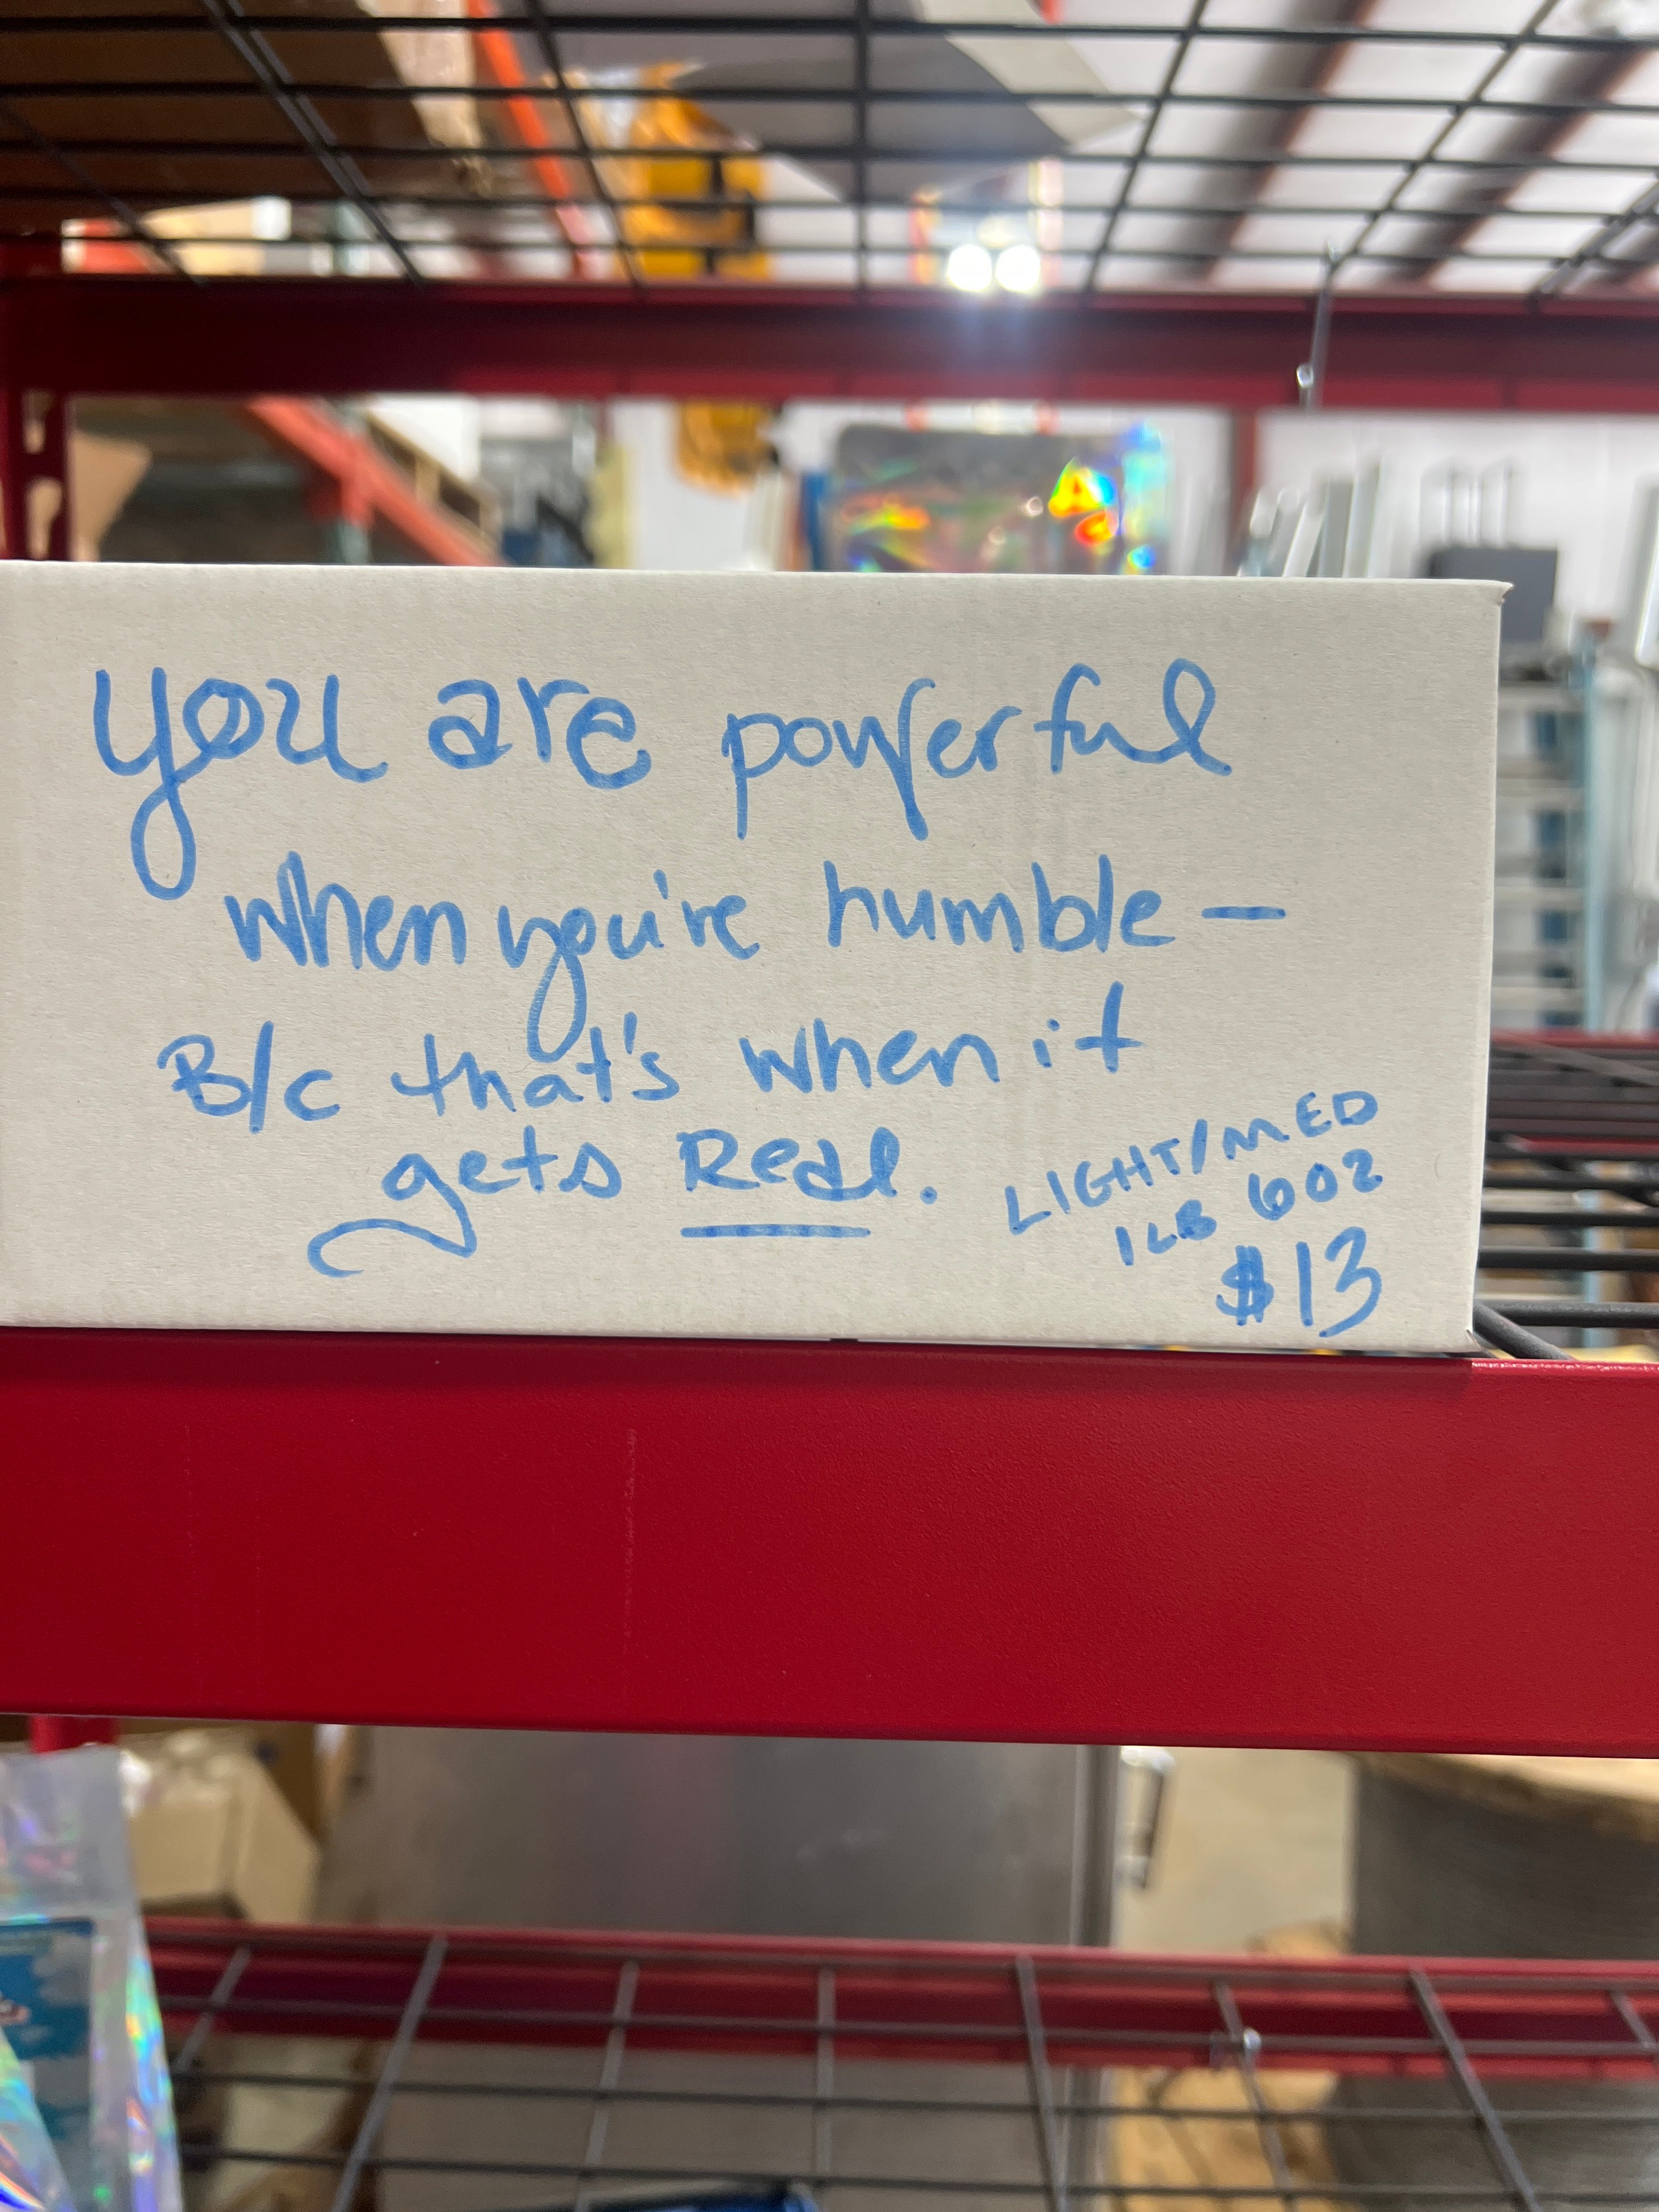 you are powerful
when you're humble —
B/c that's when it
gets Real.
LIGHT/MED
1LB 6OZ
$13